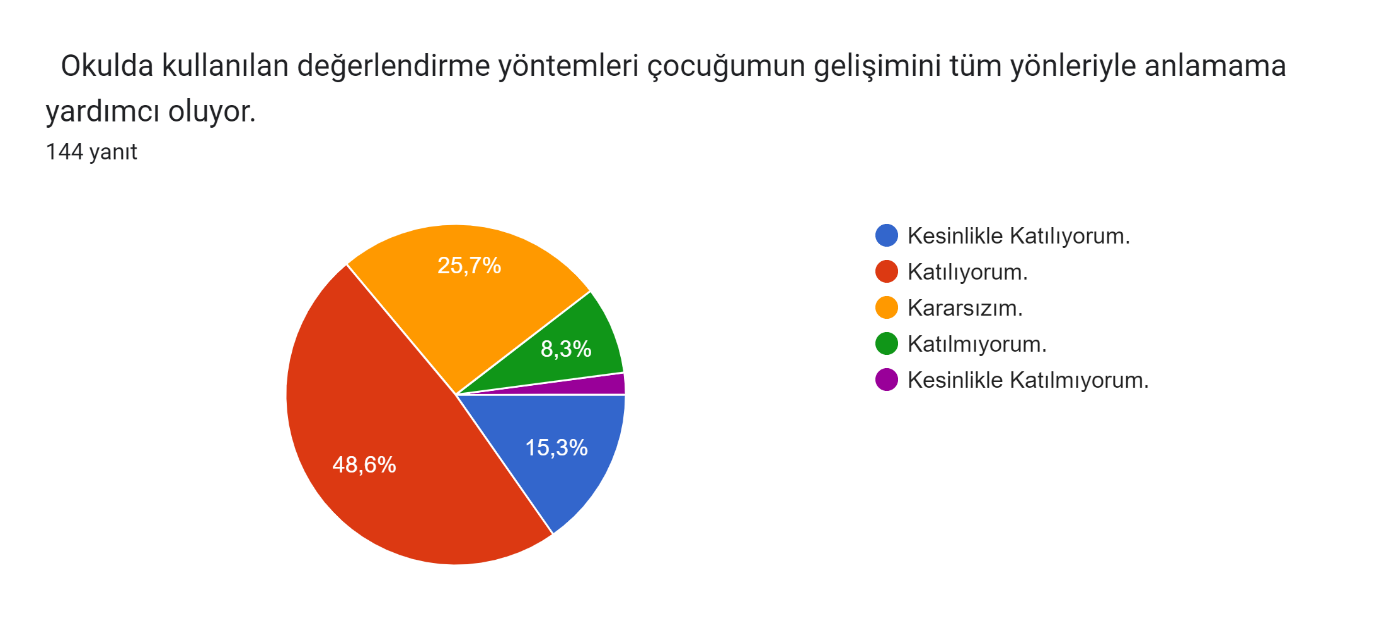 Okulda kullanılan değerlendirme yöntemleri çocuğumun gelişimini tüm yönleriyle anlamama
yardımcı oluyor.
144 yanıt
25,7%
8,3%
15,3%
48,6%
Kesinlikle Katılıyorum.
Katılıyorum.
Kararsızım.
Katılmıyorum.
Kesinlikle Katılmıyorum.